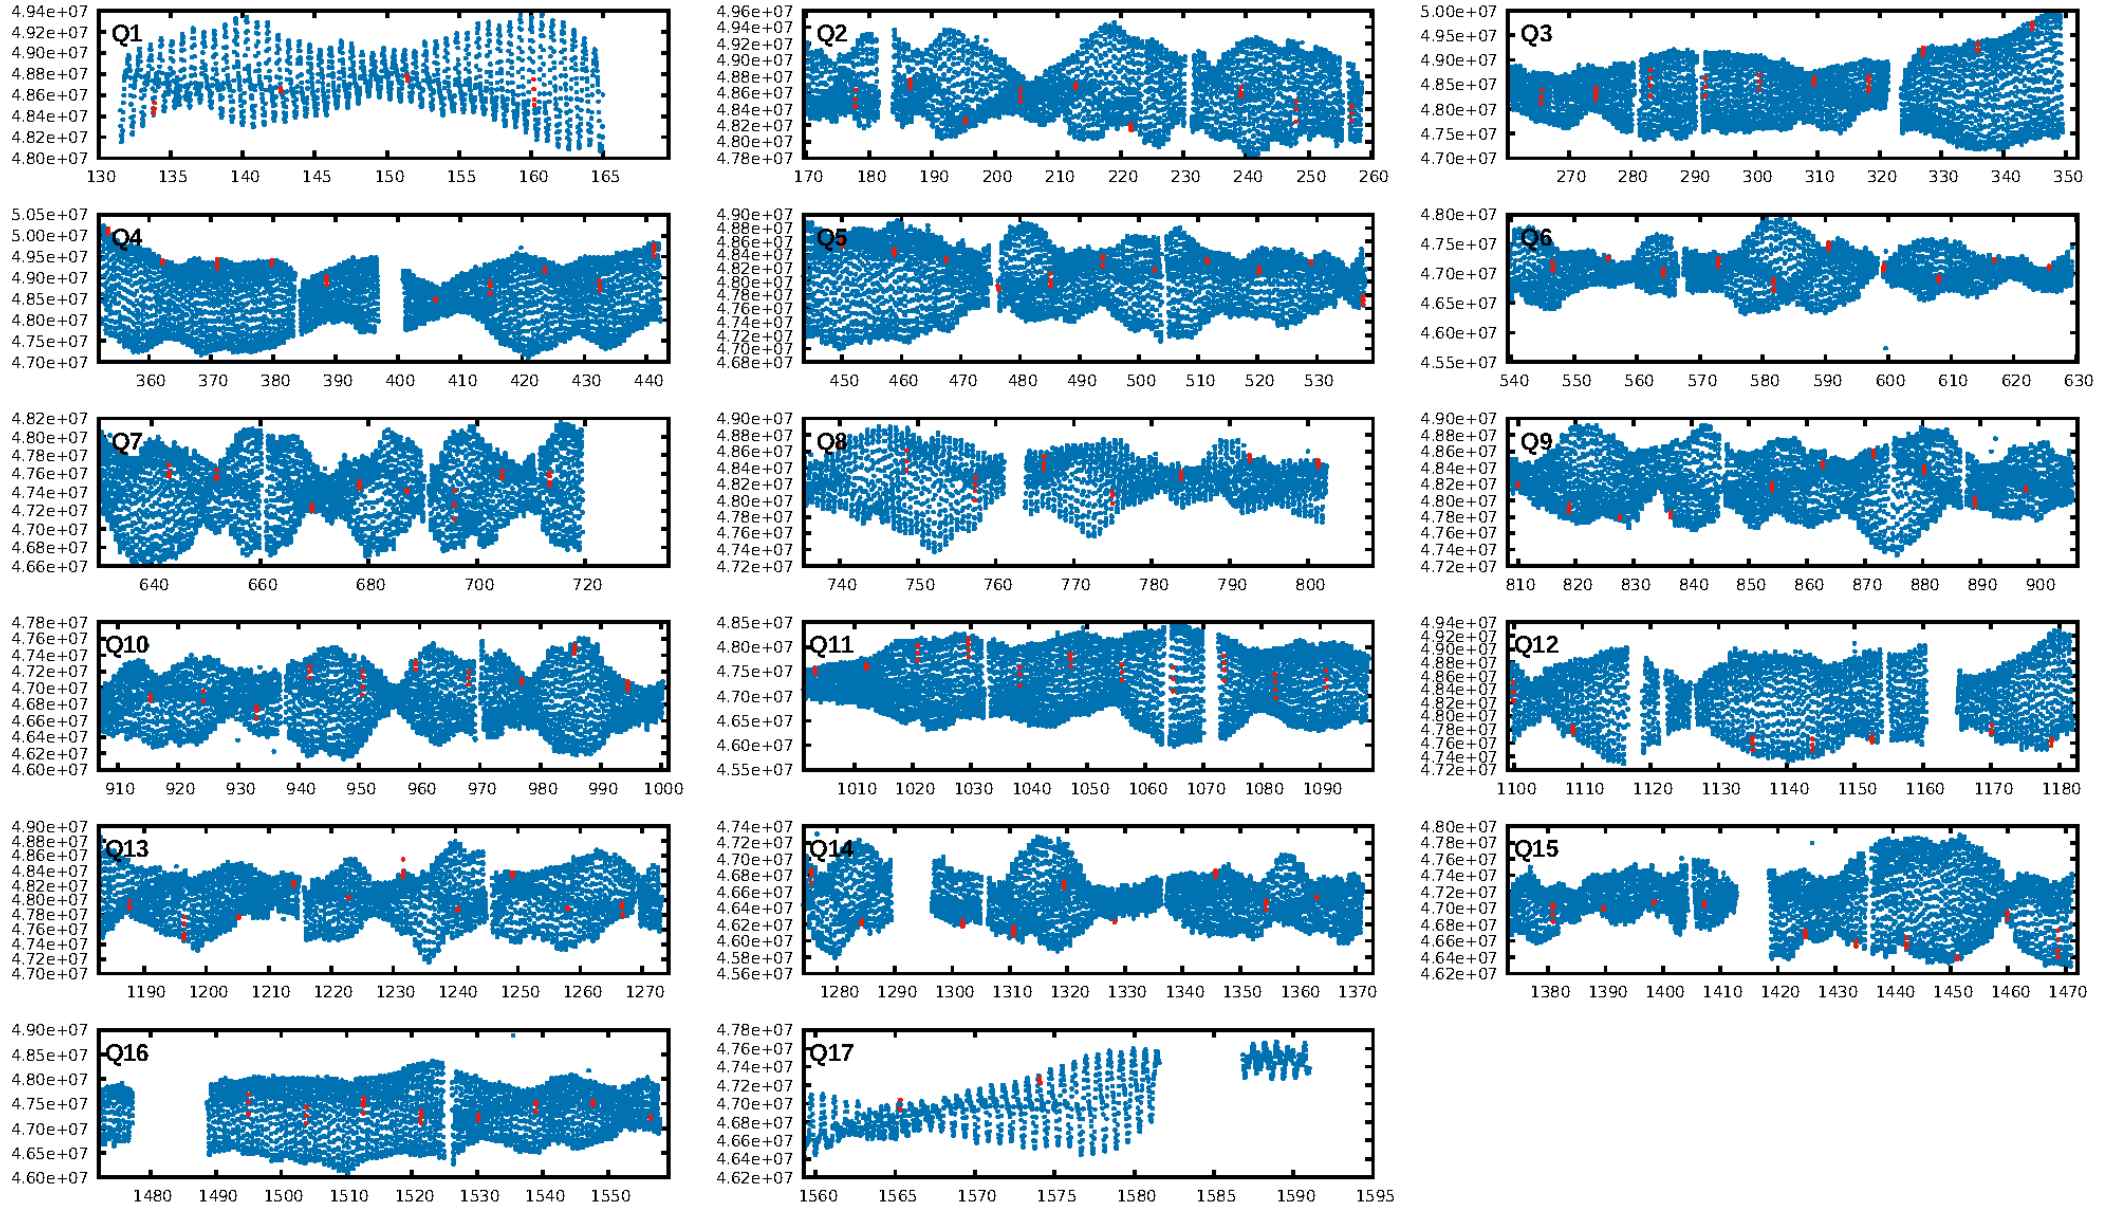 Q1
4.94e+07
4.92e+07
4.90e+07
4.88e+07
4.86e+07
4.84e+07
4.82e+07
4.80e+07
130 135 140 145 150 155 160 165
Q2
4.96e+07
4.94e+07
4.92e+07
4.90e+07
4.88e+07
4.86e+07
4.84e+07
4.82e+07
4.80e+07
4.78e+07
170 180 190 200 210 220 230 240 250 260
Q3
5.00e+07
4.95e+07
4.90e+07
4.85e+07
4.80e+07
4.75e+07
4.70e+07
270 280 290 300 310 320 330 340 350
Q4
5.05e+07
5.00e+07
4.95e+07
4.90e+07
4.85e+07
4.80e+07
4.75e+07
4.70e+07
360 370 380 390 400 410 420 430 440
Q5
4.90e+07
4.88e+07
4.86e+07
4.84e+07
4.82e+07
4.80e+07
4.78e+07
4.76e+07
4.74e+07
4.72e+07
4.70e+07
4.68e+07
450 460 470 480 490 500 510 520 530
Q6
4.80e+07
4.75e+07
4.70e+07
4.65e+07
4.60e+07
4.55e+07
540 550 560 570 580 590 600 610 620 630
Q7
4.82e+07
4.80e+07
4.78e+07
4.76e+07
4.74e+07
4.72e+07
4.70e+07
4.68e+07
4.66e+07
640 660 680 700 720
Q8
4.90e+07
4.88e+07
4.86e+07
4.84e+07
4.82e+07
4.80e+07
4.78e+07
4.76e+07
4.74e+07
4.72e+07
740 750 760 770 780 790 800
Q9
4.90e+07
4.88e+07
4.86e+07
4.84e+07
4.82e+07
4.80e+07
4.78e+07
4.76e+07
4.74e+07
4.72e+07
810 820 830 840 850 860 870 880 890 900
Q10
4.78e+07
4.76e+07
4.74e+07
4.72e+07
4.70e+07
4.68e+07
4.66e+07
4.64e+07
4.62e+07
4.60e+07
910 920 930 940 950 960 970 980 990 1000
Q11
4.85e+07
4.80e+07
4.75e+07
4.70e+07
4.65e+07
4.60e+07
4.55e+07
1010 1020 1030 1040 1050 1060 1070 1080 1090
Q12
4.94e+07
4.92e+07
4.90e+07
4.88e+07
4.86e+07
4.84e+07
4.82e+07
4.80e+07
4.78e+07
4.76e+07
4.74e+07
4.72e+07
1100 1110 1120 1130 1140 1150 1160 1170 1180
Q13
4.90e+07
4.88e+07
4.86e+07
4.84e+07
4.82e+07
4.80e+07
4.78e+07
4.76e+07
4.74e+07
4.72e+07
4.70e+07
1190 1200 1210 1220 1230 1240 1250 1260 1270
Q14
4.74e+07
4.72e+07
4.70e+07
4.68e+07
4.66e+07
4.64e+07
4.62e+07
4.60e+07
4.58e+07
4.56e+07
1280 1290 1300 1310 1320 1330 1340 1350 1360 1370
Q15
4.80e+07
4.78e+07
4.76e+07
4.74e+07
4.72e+07
4.70e+07
4.68e+07
4.66e+07
4.64e+07
4.62e+07
1380 1390 1400 1410 1420 1430 1440 1450 1460 1470
Q16
4.90e+07
4.85e+07
4.80e+07
4.75e+07
4.70e+07
4.65e+07
4.60e+07
1480 1490 1500 1510 1520 1530 1540 1550
Q17
4.78e+07
4.76e+07
4.74e+07
4.72e+07
4.70e+07
4.68e+07
4.66e+07
4.64e+07
4.62e+07
1560 1565 1570 1575 1580 1585 1590 1595